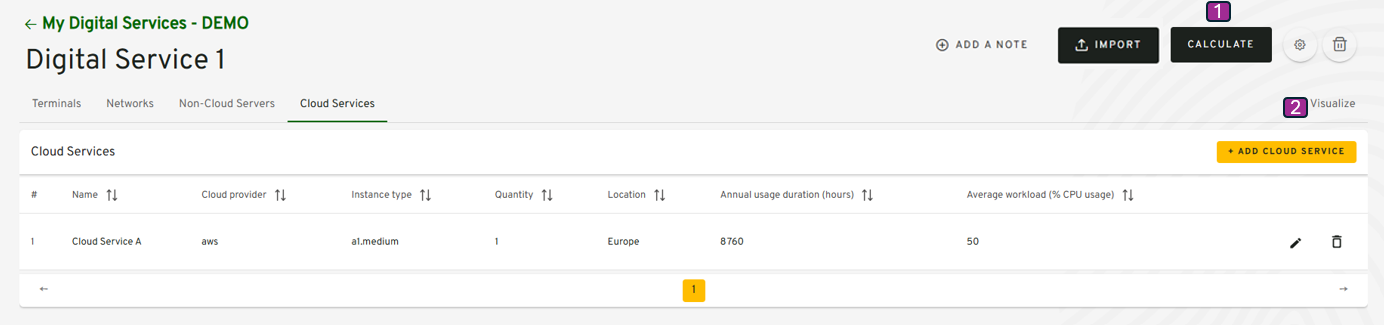 ← My Digital Services - DEMO
1
Digital Service 1
ADD A NOTE
IMPORT
CALCULATE
Terminals Networks Non-Cloud Servers Cloud Services
2 Visualize
Cloud Services
+ ADD CLOUD SERVICE
# Name Cloud provider Instance type Quantity Location Annual usage duration (hours) Average workload (% CPU usage)
1 Cloud Service A aws a1.medium 1 Europe 8760 50
← 1 →